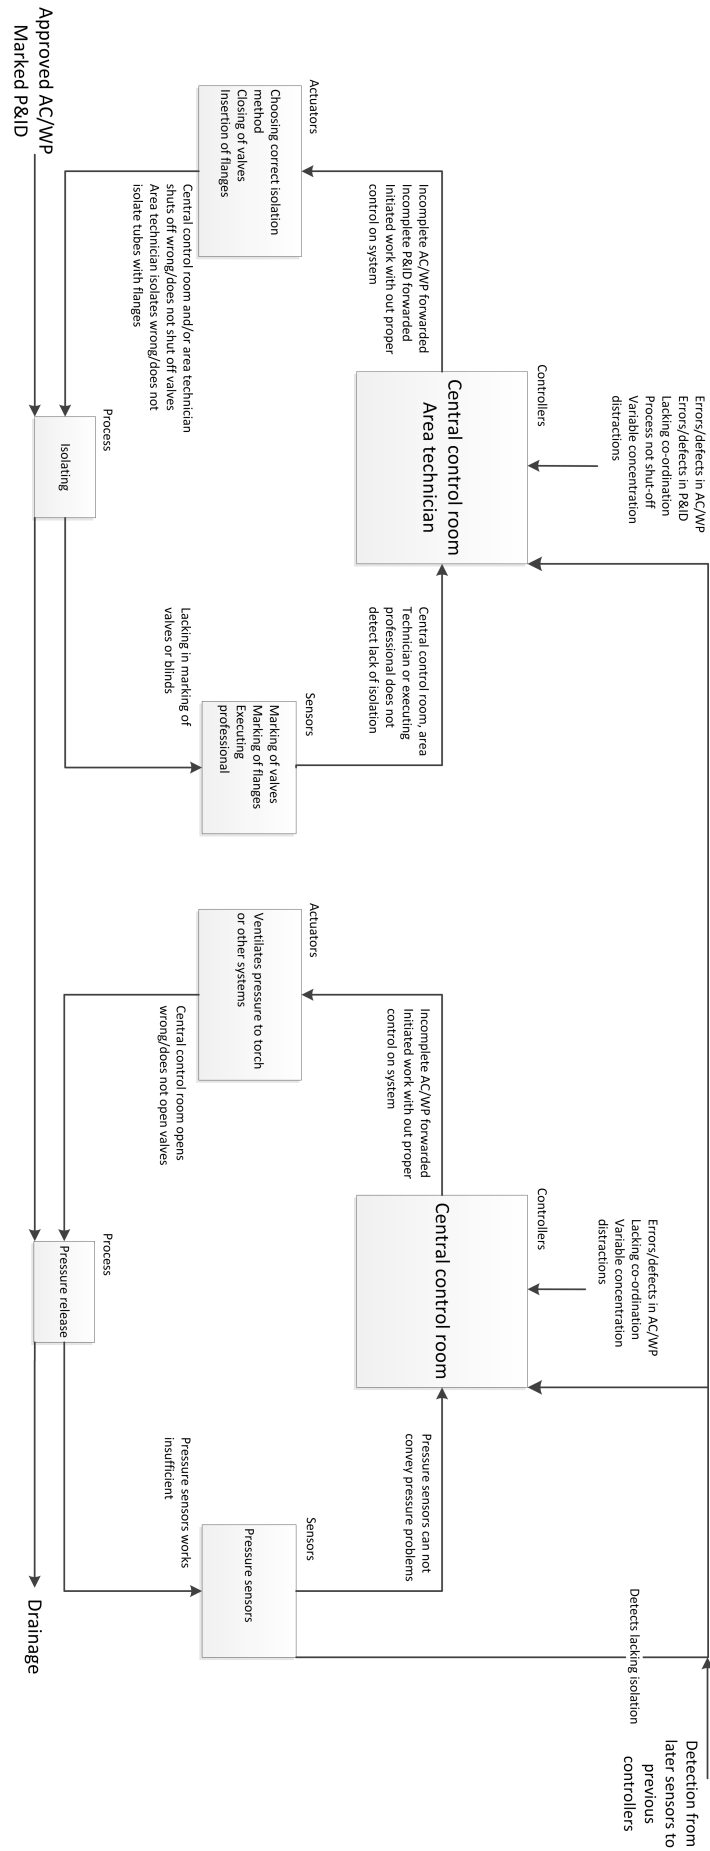 Errors/defects in AC/WP
Errors/defects in P&ID
Lacking co-ordination
Process not shut-off
Variable concentration
distractions
Controllers
Central control room
Area technician
Incomplete AC/WP forwarded
Incomplete P&ID forwarded
Initiated work with out proper
control on system
Central control room, area
Technician or executing
professional does not
detect lack of isolation
Actuators
Choosing correct isolation
method
Closing of valves
Insertion of flanges
Sensors
Marking of valves
Marking of flanges
Executing
professional
Central control room and/or area technician
shuts off wrong/does not shut off valves
Area technician isolates wrong/does not
isolate tubes with flanges
Lacking in marking of
valves or blinds
Process
Isolating
Approved AC/WP
Marked P&ID
Errors/defects in AC/WP
Lacking co-ordination
Variable concentration
distractions
Controllers
Central control room
Incomplete AC/WP forwarded
Initiated work with out proper
control on system
Pressure sensors can not
convey pressure problems
Actuators
Ventilates pressure to torch
or other systems
Sensors
Pressure sensors
Central control room opens
wrong/does not open valves
Pressure sensors works
insufficient
Process
Pressure release
Drainage
Detects lacking isolation
Detection from
later sensors to
previous
controllers